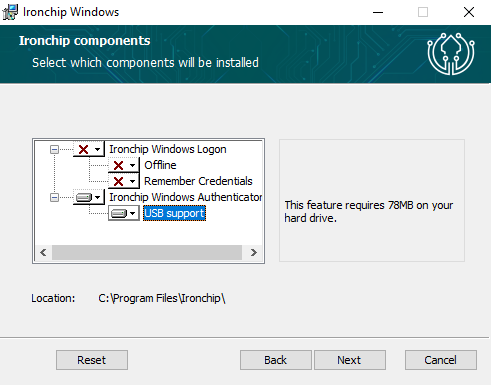 Ironchip Windows
Ironchip components
Select which components will be installed
Ironchip Windows Logon
Offline
Remember Credentials
Ironchip Windows Authenticator
USB support
This feature requires 78MB on your
hard drive.
Location: C:\Program Files\Ironchip\
Reset Back Next Cancel